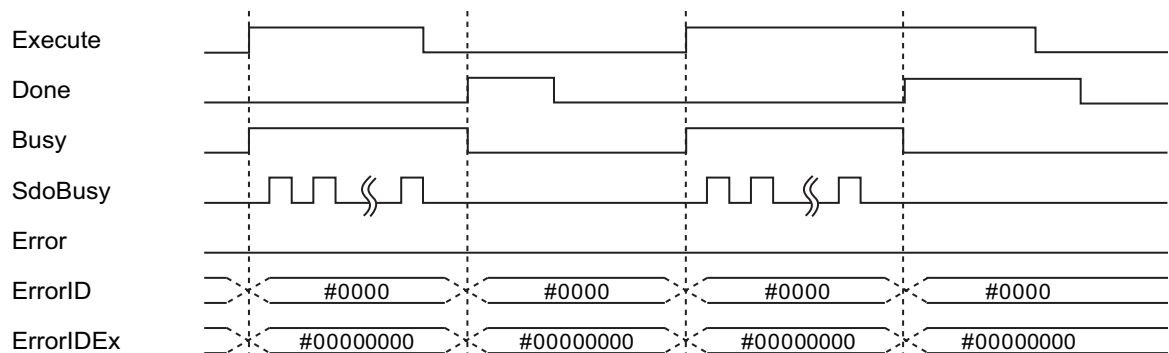 Execute
Done
Busy
SdoBusy
Error
ErrorID #0000 #0000 #0000 #0000
ErrorIDEx #00000000 #00000000 #00000000 #00000000